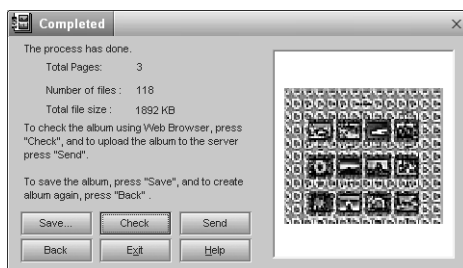 Completed
The process has done.
Total Pages: 3
Number of files : 118
Total file size : 1892 KB
To check the album using Web Browser, press
"Check", and to upload the album to the server
press "Send".
To save the album, press "Save", and to create
album again, press "Back" .
Save... Check Send
Back Exit Help